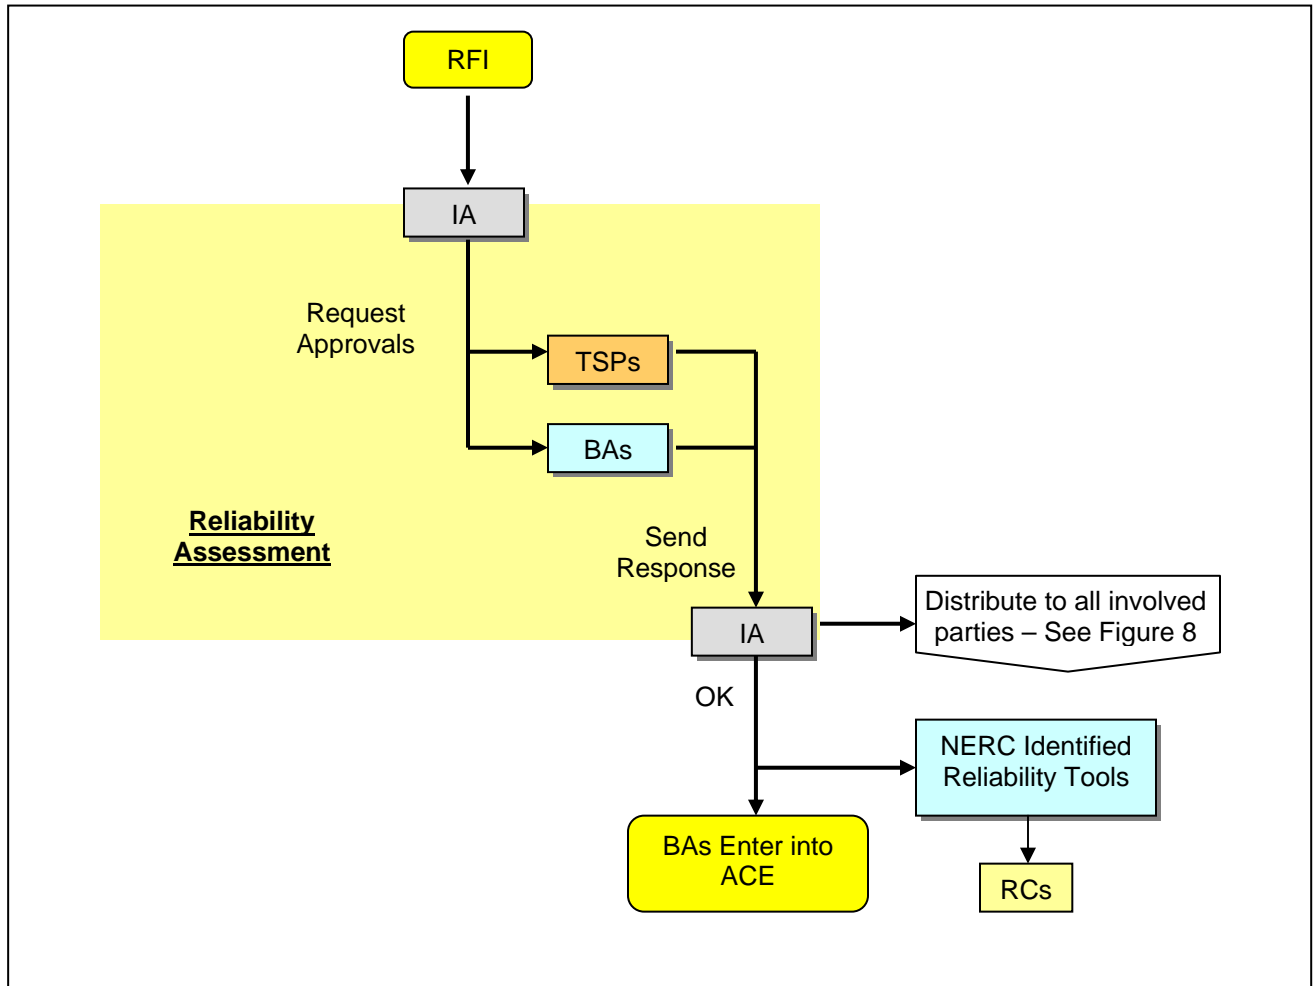 RFI
IA
Request
Approvals
TSPs
BAs
Reliability
Assessment
Send
Response
IA
Distribute to all involved
parties – See Figure 8
OK
NERC Identified
Reliability Tools
BAs Enter into
ACE
RCs